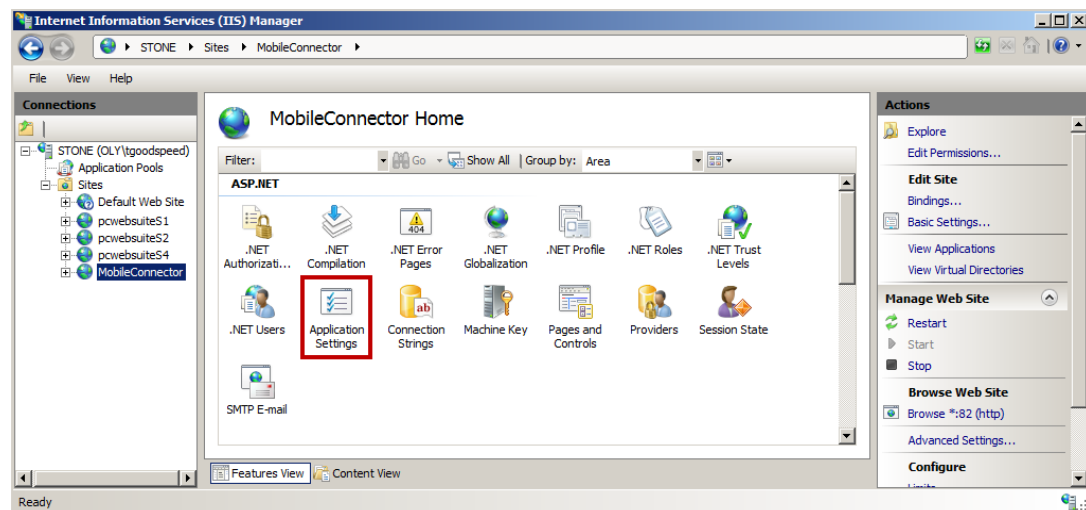 Internet Information Services (IIS) Manager
STONE Sites MobileConnector
File View Help
Connections
STONE (OLY\tgoodspeed)
Application Pools
Sites
Default Web Site
pcwebsuiteS1
pcwebsuiteS2
pcwebsuiteS4
MobileConnector
MobileConnector Home
Filter: Go Show All Group by: Area
ASP.NET
.NET Authorizati...
.NET Compilation
404
.NET Error Pages
.NET Globalization
.NET Profile
.NET Roles
.NET Trust Levels
.NET Users
Application Settings
ab
Connection Strings
Machine Key
Pages and Controls
Providers
Session State
SMTP E-mail
Features View Content View
Actions
Explore
Edit Permissions...
Edit Site
Bindings...
Basic Settings...
View Applications
View Virtual Directories
Manage Web Site
Restart
Start
Stop
Browse Web Site
Browse *:82 (http)
Advanced Settings...
Configure
Ready